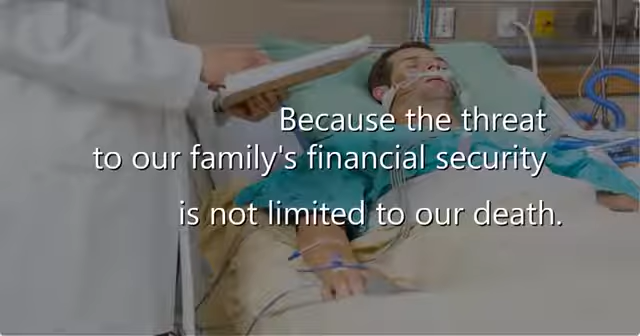 Because the threat
to our family's financial security
is not limited to our death.